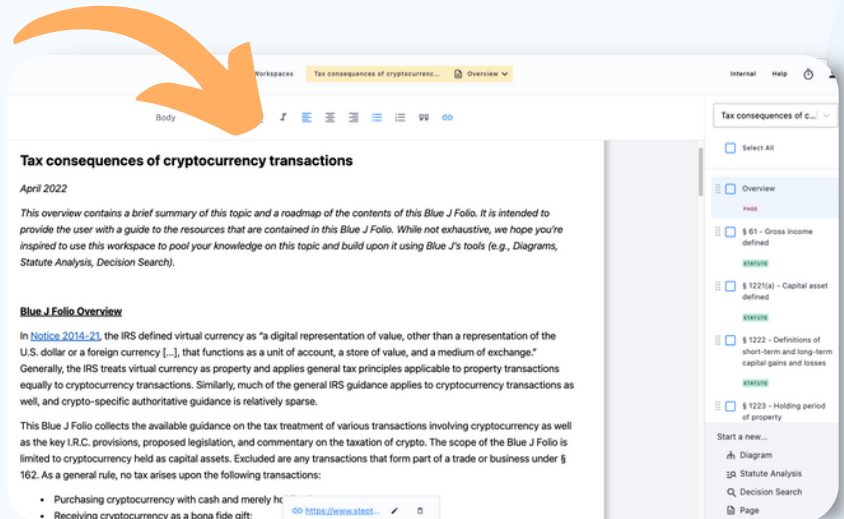 Workspaces Tax consequences of cryptocurrenc... Overview
Internal Help
Body
I
Tax consequences of c...
Select All
Tax consequences of cryptocurrency transactions
April 2022
This overview contains a brief summary of this topic and a roadmap of the contents of this Blue J Folio. It is intended to
provide the user with a guide to the resources that are contained in this Blue J Folio. While not exhaustive, we hope you're
inspired to use this workspace to pool your knowledge on this topic and build upon it using Blue J's tools (e.g., Diagrams,
Statute Analysis, Decision Search).
Blue J Folio Overview
In Notice 2014-21, the IRS defined virtual currency as “a digital representation of value, other than a representation of the
U.S. dollar or a foreign currency [...], that functions as a unit of account, a store of value, and a medium of exchange.”
Generally, the IRS treats virtual currency as property and applies general tax principles applicable to property transactions
equally to cryptocurrency transactions. Similarly, much of the general IRS guidance applies to cryptocurrency transactions as
well, and crypto-specific authoritative guidance is relatively sparse.
This Blue J Folio collects the available guidance on the tax treatment of various transactions involving cryptocurrency as well
as the key I.R.C. provisions, proposed legislation, and commentary on the taxation of crypto. The scope of the Blue J Folio is
limited to cryptocurrency held as capital assets. Excluded are any transactions that form part of a trade or business under §
162. As a general rule, no tax arises upon the following transactions:
• Purchasing cryptocurrency with cash and merely
• Receiving cryptocurrency as a bona fide gift;
https://www.stept...
Overview
PAGE
§ 61 - Gross income
defined
STATUTE
§ 1221(a) - Capital asset
defined
STATUTE
§ 1222 - Definitions of
short-term and long-term
capital gains and losses
STATUTE
§ 1223 - Holding period
of property
Start a new...
Diagram
Statute Analysis
Decision Search
Page